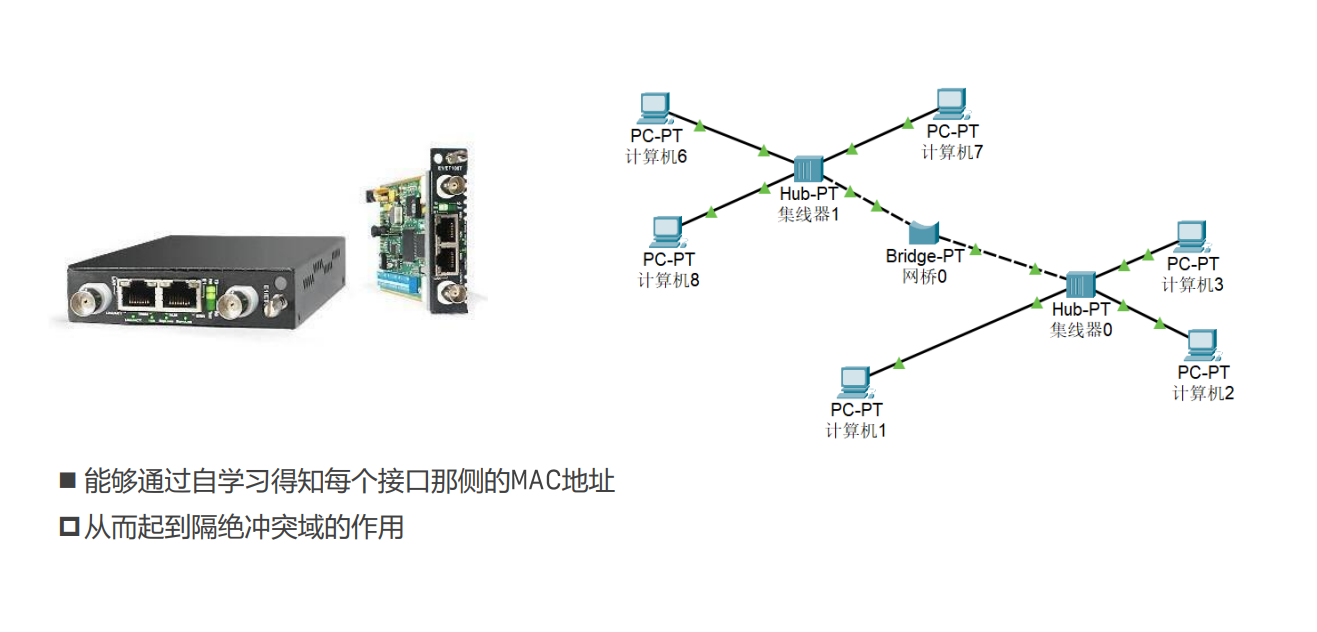 PC-PT
计算机6
PC-PT
计算机7
Hub-PT
集线器1
PC-PT
计算机8
Bridge-PT
网桥0
PC-PT
计算机3
Hub-PT
集线器0
PC-PT
计算机2
PC-PT
计算机1
能够通过自学习得知每个接口那侧的MAC地址
从而起到隔绝冲突域的作用